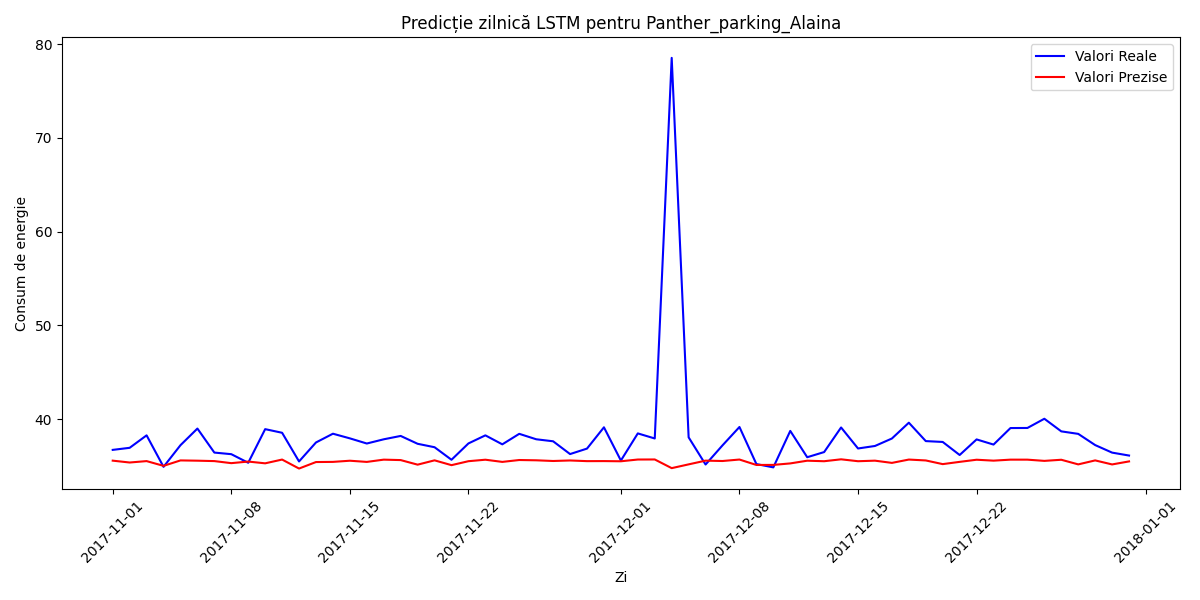 Predicție zilnică LSTM pentru Panther_parking_Alaina
Valori Reale
Valori Prezise
Consum de energie
80
70
60
50
40
2017-11-01
2017-11-08
2017-11-15
2017-11-22
2017-12-01
2017-12-08
2017-12-15
2017-12-22
2018-01-01
Zi